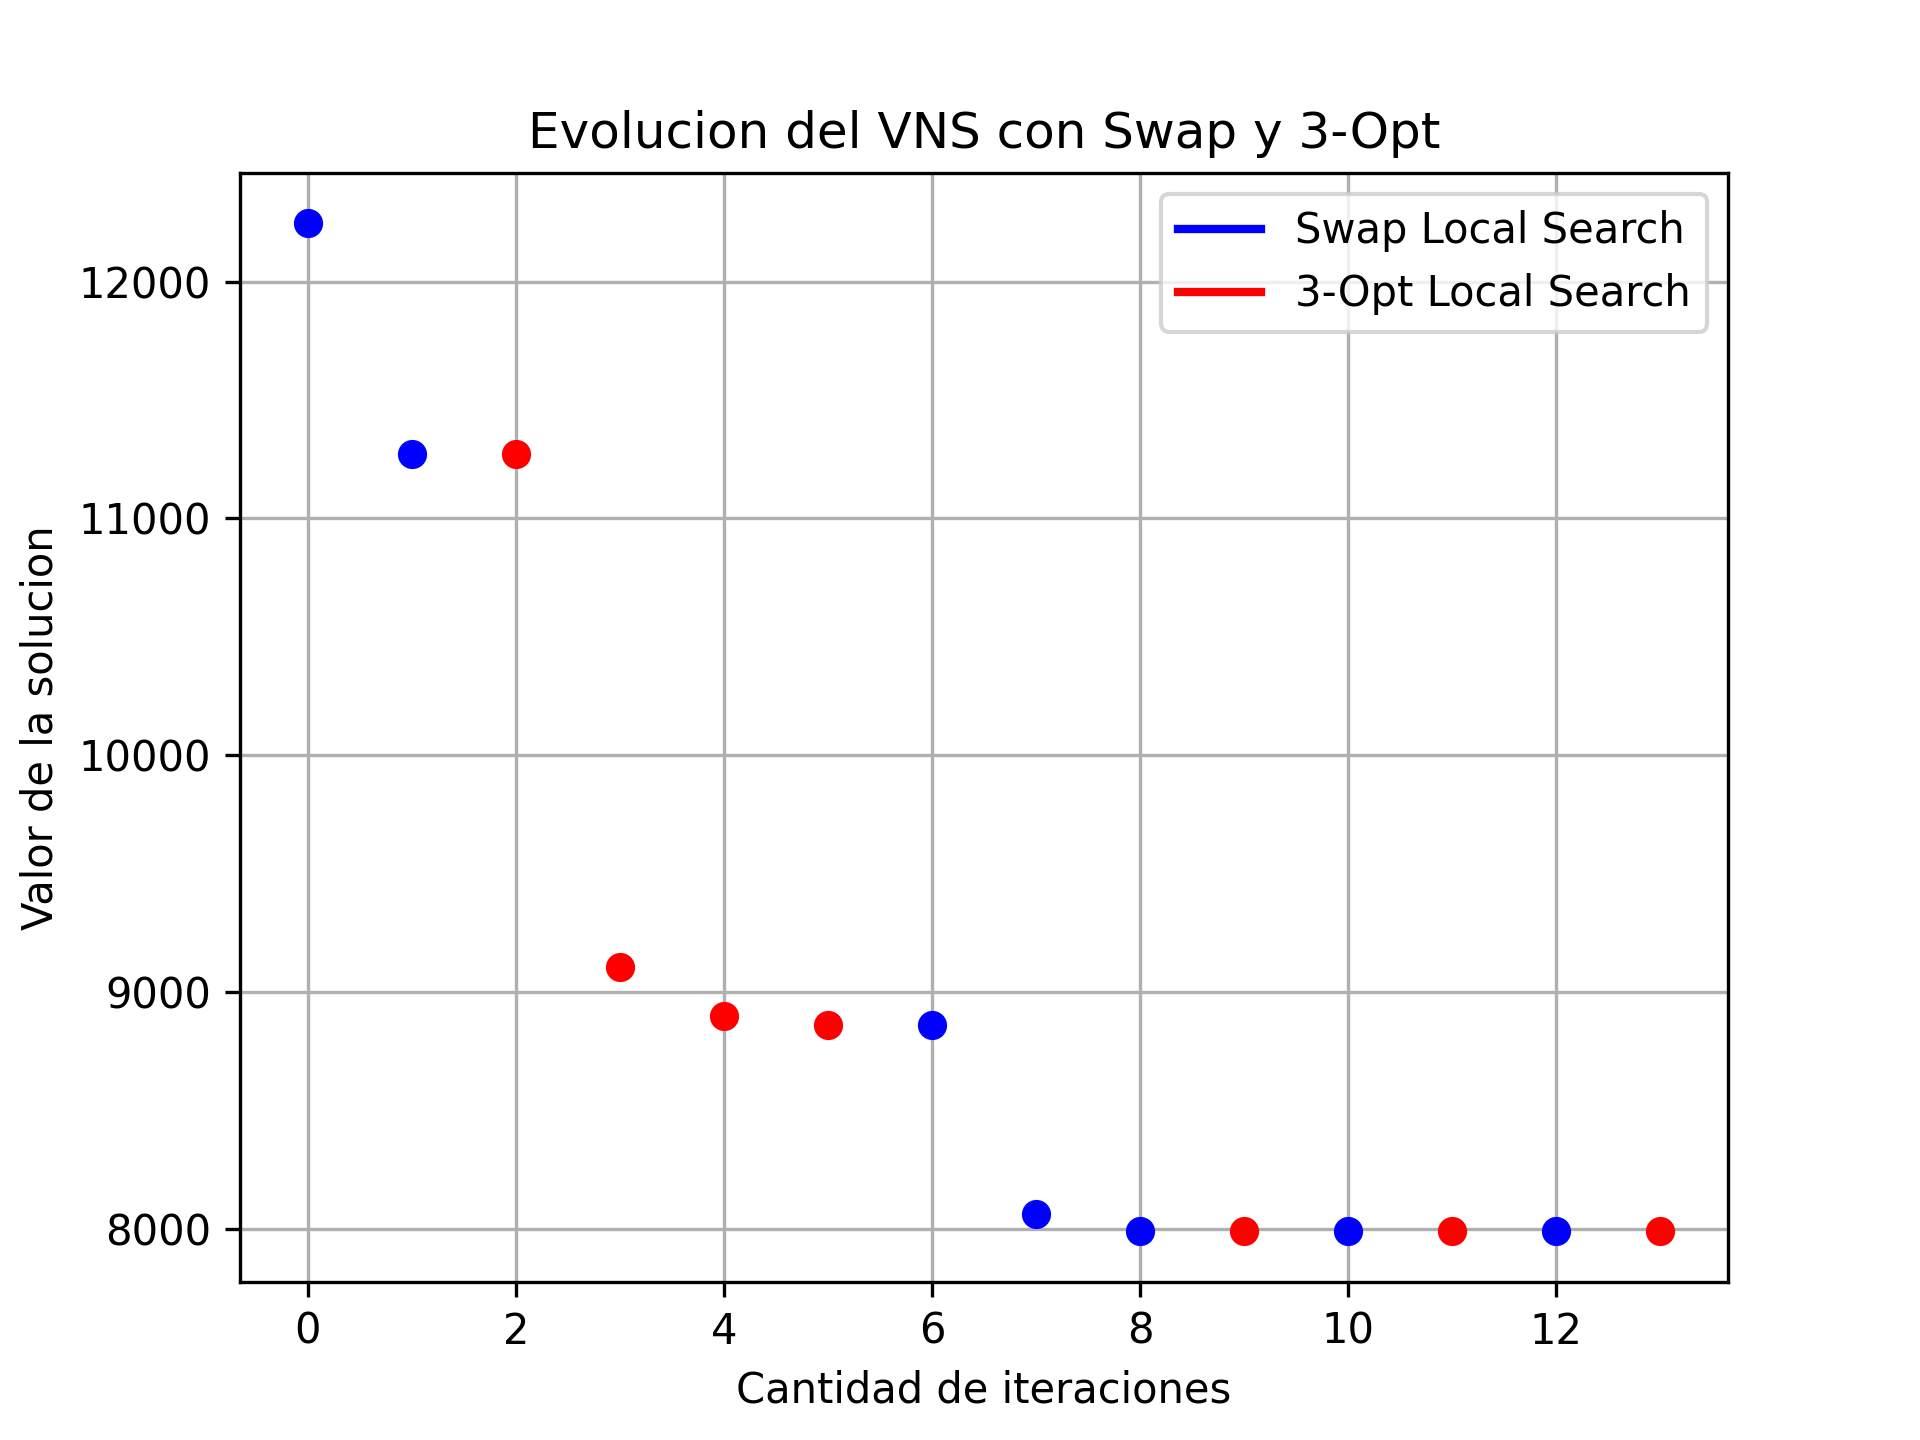 Evolucion del VNS con Swap y 3-Opt
Swap Local Search
3-Opt Local Search
12000
11000
10000
9000
8000
Valor de la solucion
0 2 4 6 8 10 12
Cantidad de iteraciones